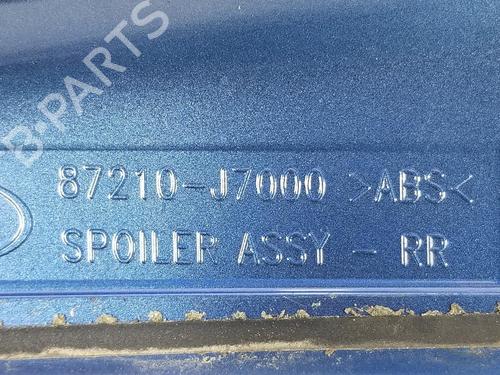 B-PARTS
87210-J7000 >ABS<
SPOILER ASSY - RR